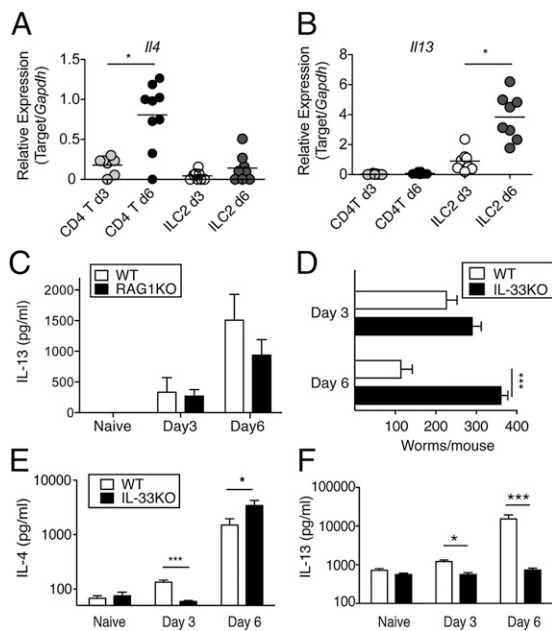 A
Il4
*
Relative Expression
(Target/Gapdh)
1.5
1.0
0.5
0
CD4 T d3
CD4 T d6
ILC2 d3
ILC2 d6
B
Il13
*
Relative Expression
(Target/Gapdh)
8
6
4
2
0
CD4T d3
CD4T d6
ILC2 d3
ILC2 d6
C
WT
RAG1KO
IL-13 (pg/ml)
2000
1500
1000
500
0
Naive
Day3
Day6
D
WT
IL-33KO
Day 3
Day 6
***
100
200
300
400
Worms/mouse
E
WT
IL-33KO
IL-4 (pg/ml)
10000
1000
100
***
*
Naive
Day 3
Day 6
F
IL-13 (pg/ml)
100000
10000
1000
100
*
***
Naive
Day 3
Day 6